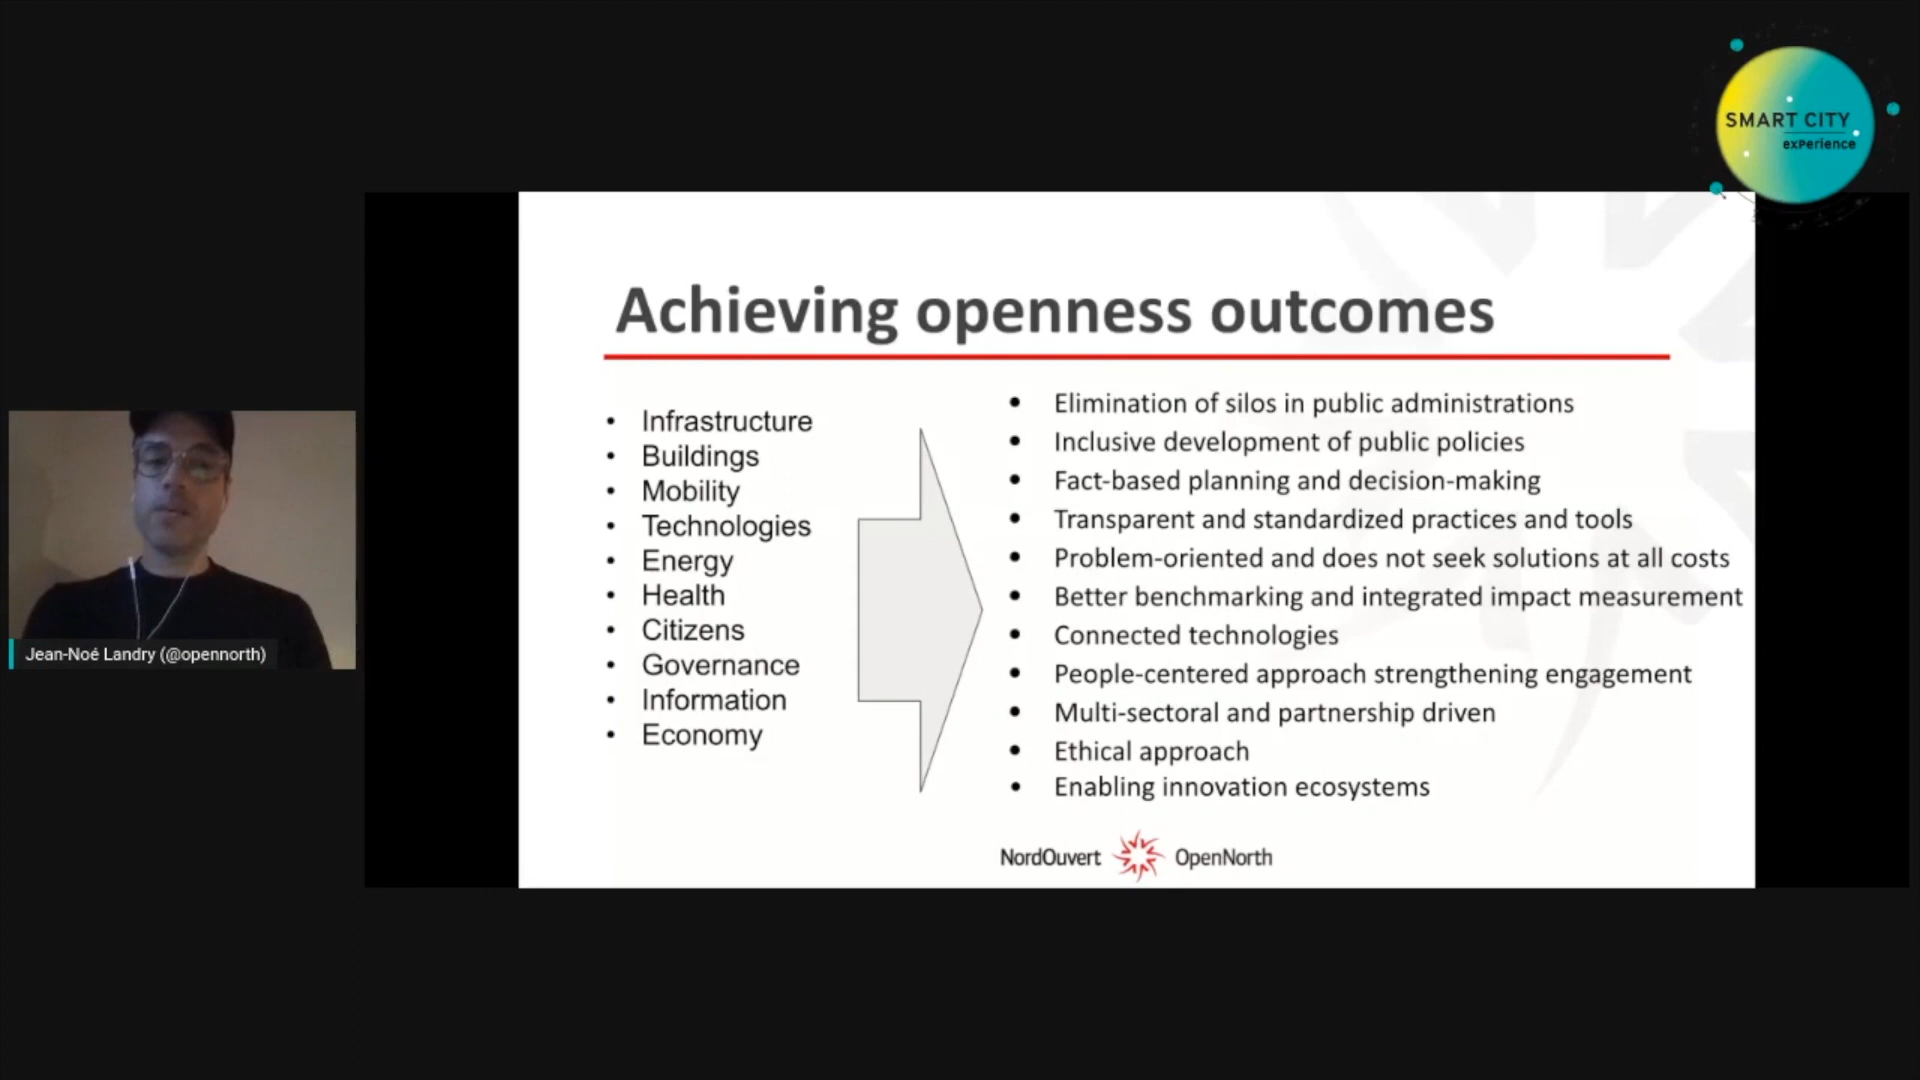 SMART CITY
exPerience
Achieving openness outcomes
Infrastructure
Buildings
Mobility
Technologies
Energy
Health
Citizens
Governance
Information
Economy
Elimination of silos in public administrations
Inclusive development of public policies
Fact-based planning and decision-making
Transparent and standardized practices and tools
Problem-oriented and does not seek solutions at all costs
Better benchmarking and integrated impact measurement
Connected technologies
People-centered approach strengthening engagement
Multi-sectoral and partnership driven
Ethical approach
Enabling innovation ecosystems
NordOuvert OpenNorth
Jean-Noé Landry (@opennorth)